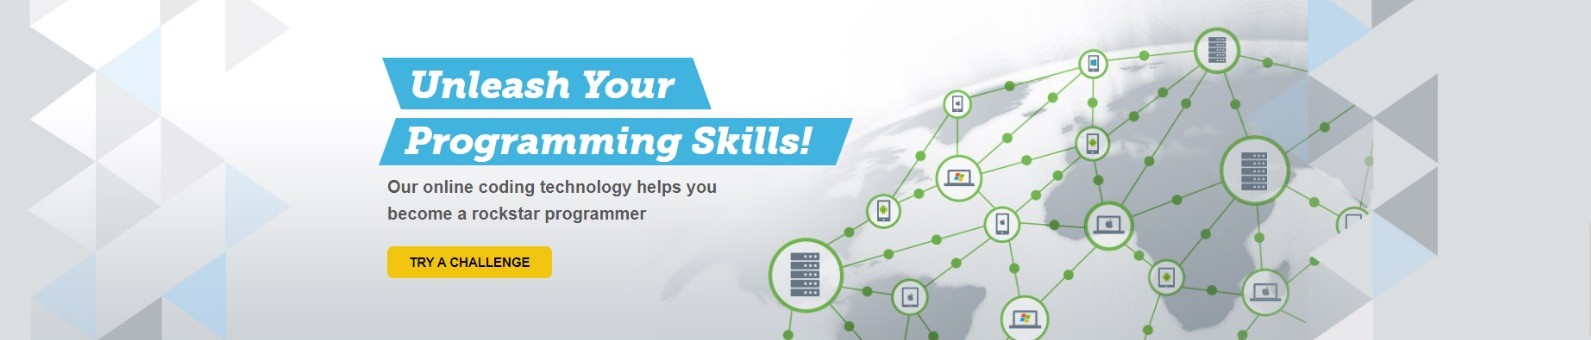 Unleash Your
Programming Skills!
Our online coding technology helps you
become a rockstar programmer
TRY A CHALLENGE